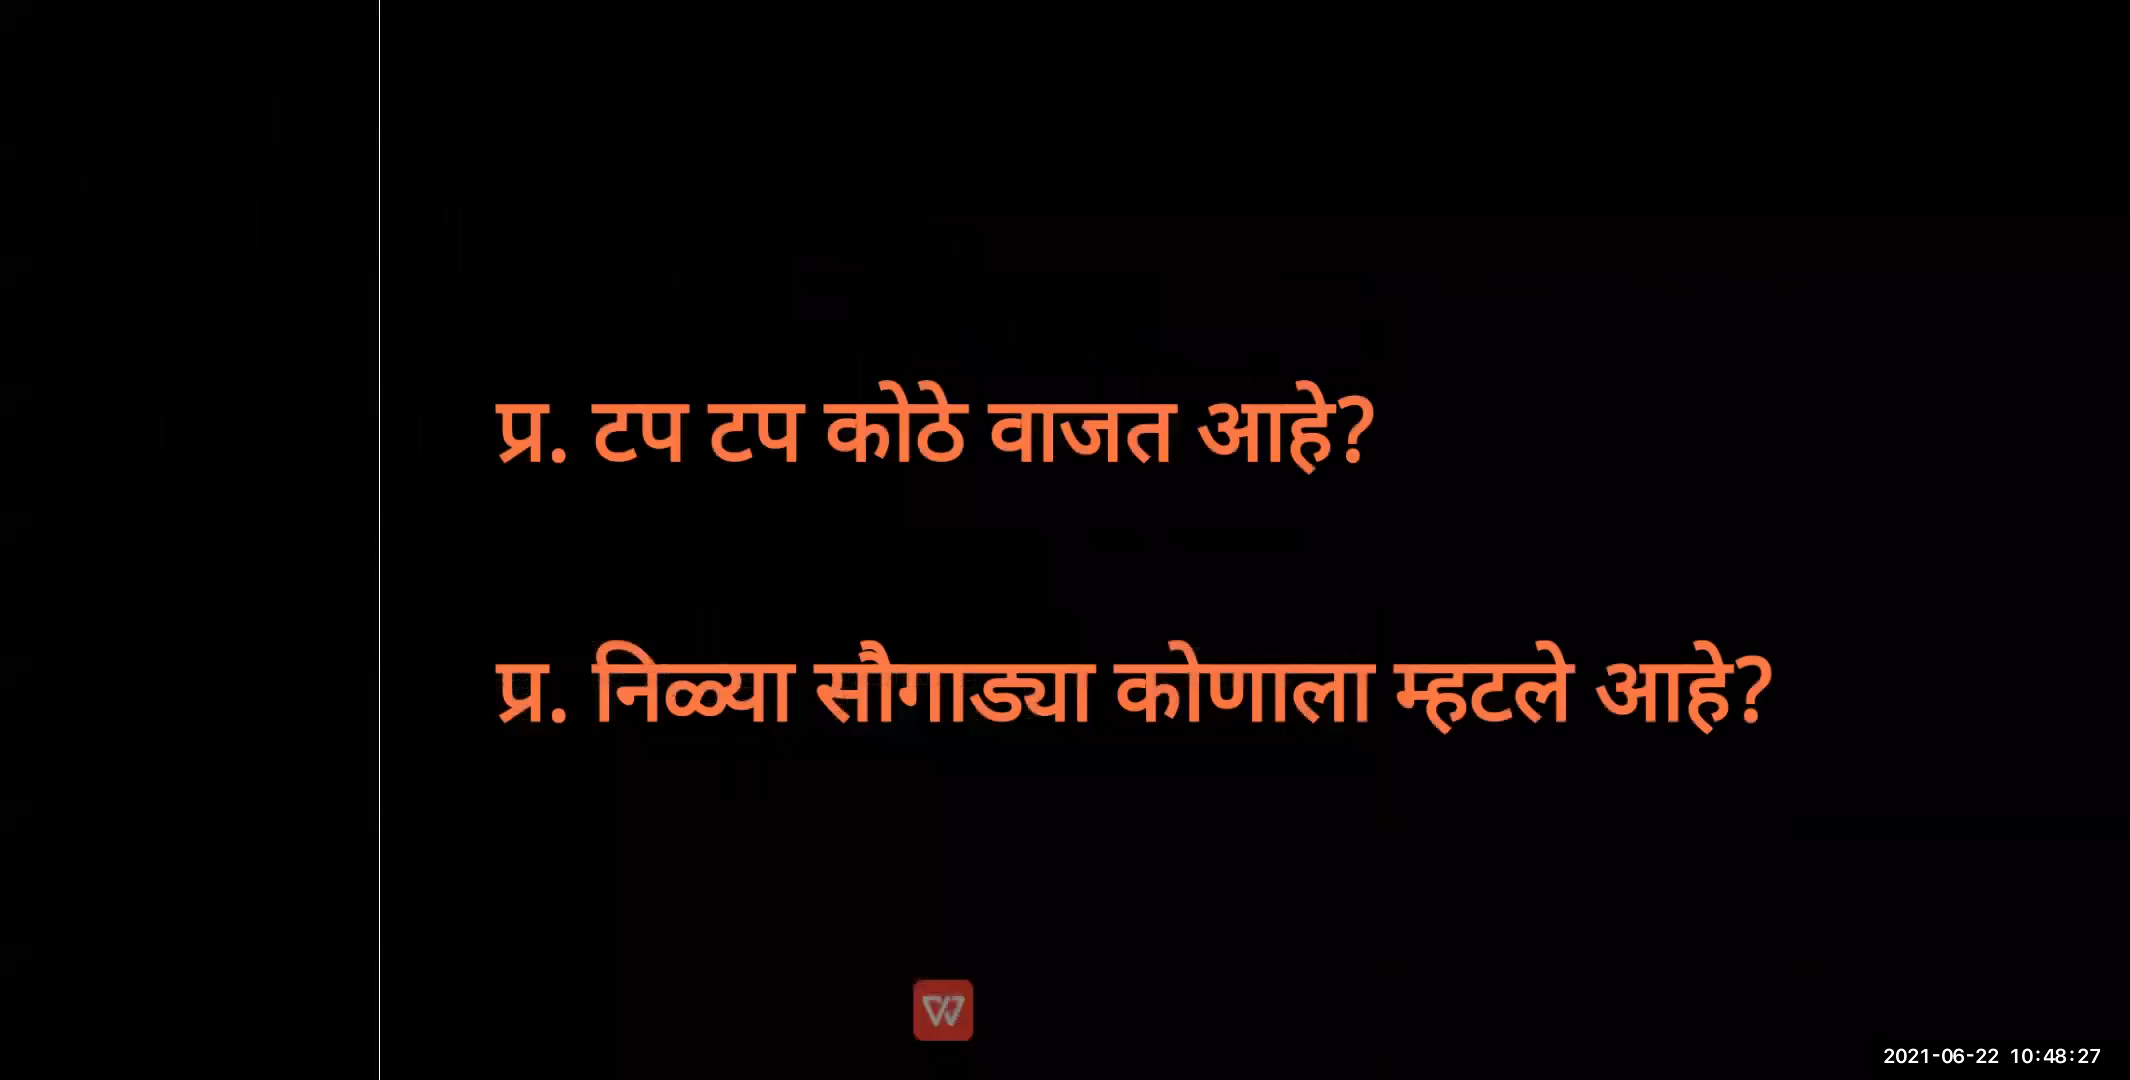 प्र. टप टप कोठे वाजत आहे?
प्र. निळ्या सौगाड्या कोणाला म्हटले आहे?
2021-06-22 10:48:27